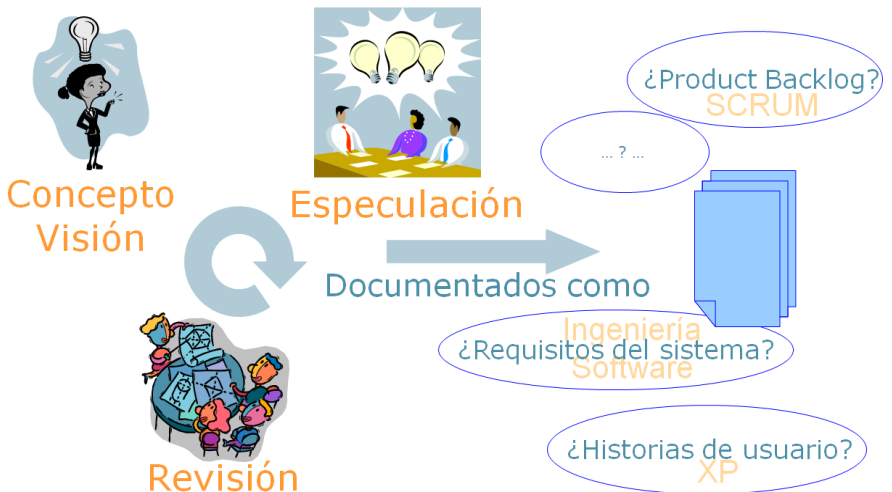 ¿Product Backlog?
SCRUM
... ? ...
Concepto
Visión
Especulación
Documentados como
Ingeniería
¿Requisitos del sistema?
Software
¿Historias de usuario?
XP
Revisión